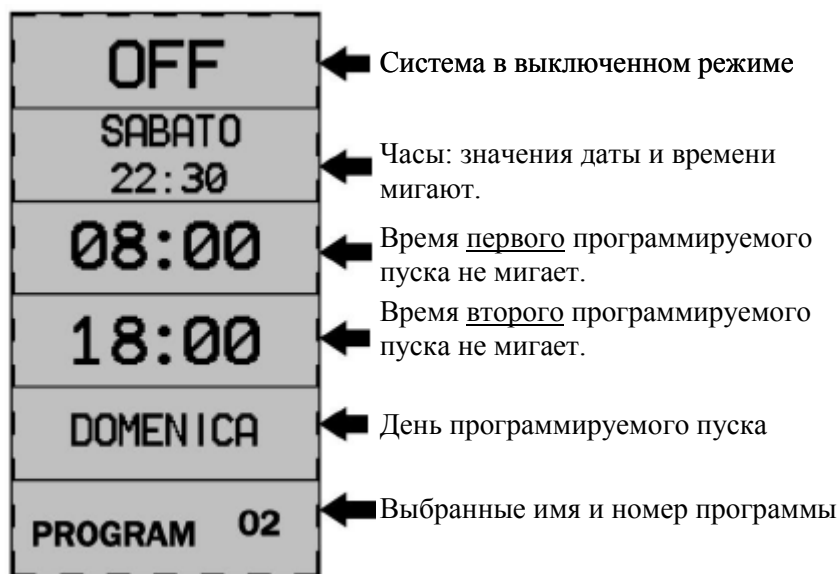 OFF
Система в выключенном режиме
SABATO
22:30
Часы: значения даты и времени
мигают.
08:00
Время первого программируемого
пуска не мигает.
18:00
Время второго программируемого
пуска не мигает.
DOMENICA
День программируемого пуска
PROGRAM 02
Выбранные имя и номер программы